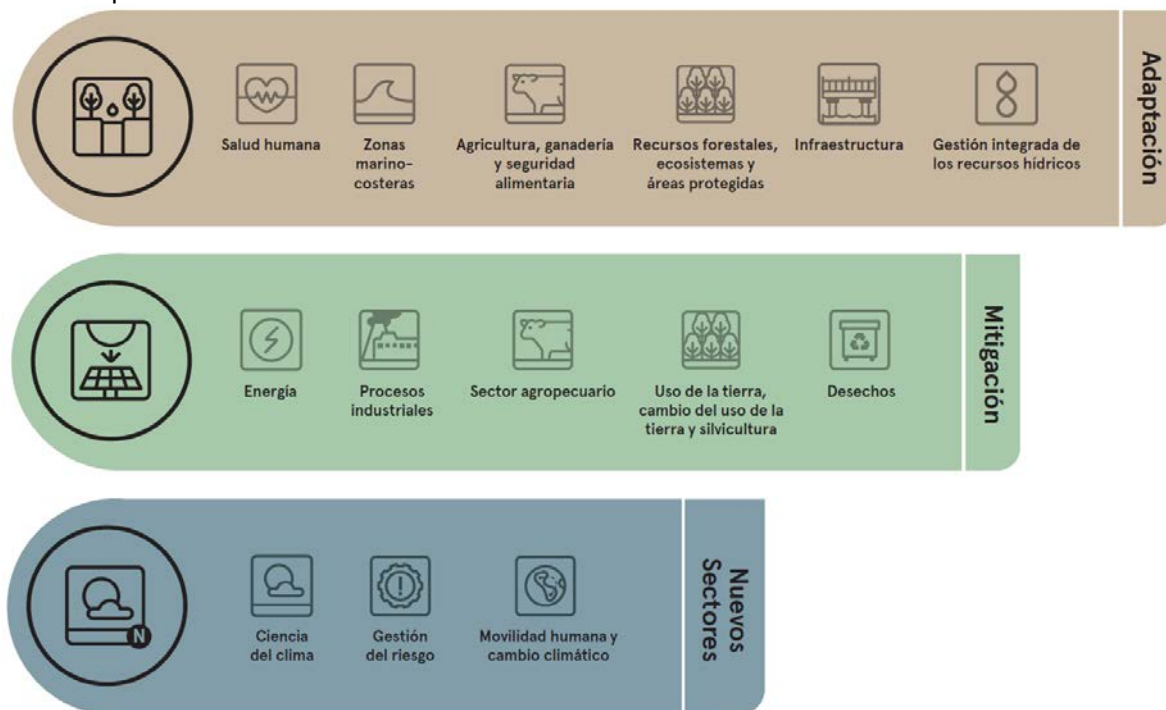 Salud humana
Zonas
marino-
costeras
Agricultura, ganadería
y seguridad
alimentaria
Recursos forestales,
ecosistemas y
áreas protegidas
Infraestructura
Gestión integrada de
los recursos hídricos
Adaptación
Energía
Procesos
industriales
Sector agropecuario
Uso de la tierra,
cambio del uso de la
tierra y silvicultura
Desechos
Mitigación
N
Ciencia
del clima
Gestión
del riesgo
Movilidad humana y
cambio climático
Nuevos
Sectores